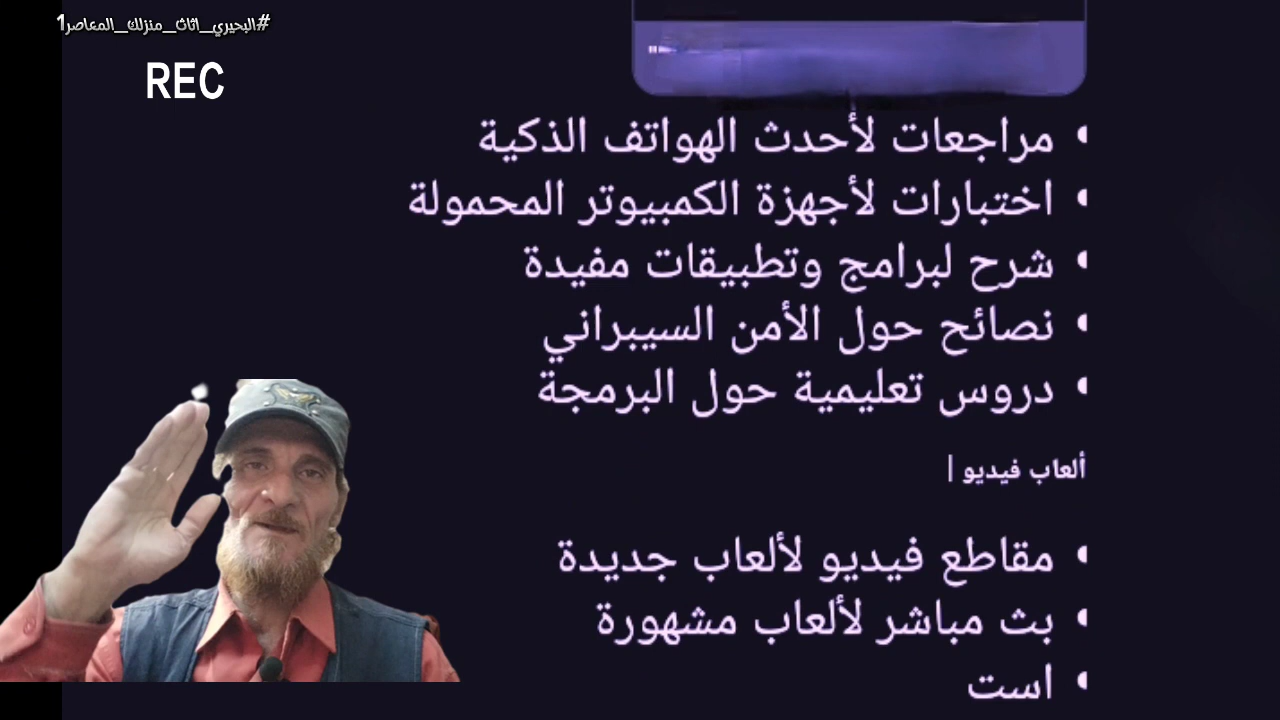 #البحيري_اثاث_منزلك_المعاصر1
REC
مراجعات لأحدث الهواتف الذكية
اختبارات لأجهزة الكمبيوتر المحمولة
شرح لبرامج وتطبيقات مفيدة
نصائح حول الأمن السيبراني
دروس تعليمية حول البرمجة
ألعاب فيديو |
مقاطع فيديو لألعاب جديدة
بث مباشر لألعاب مشهورة
است